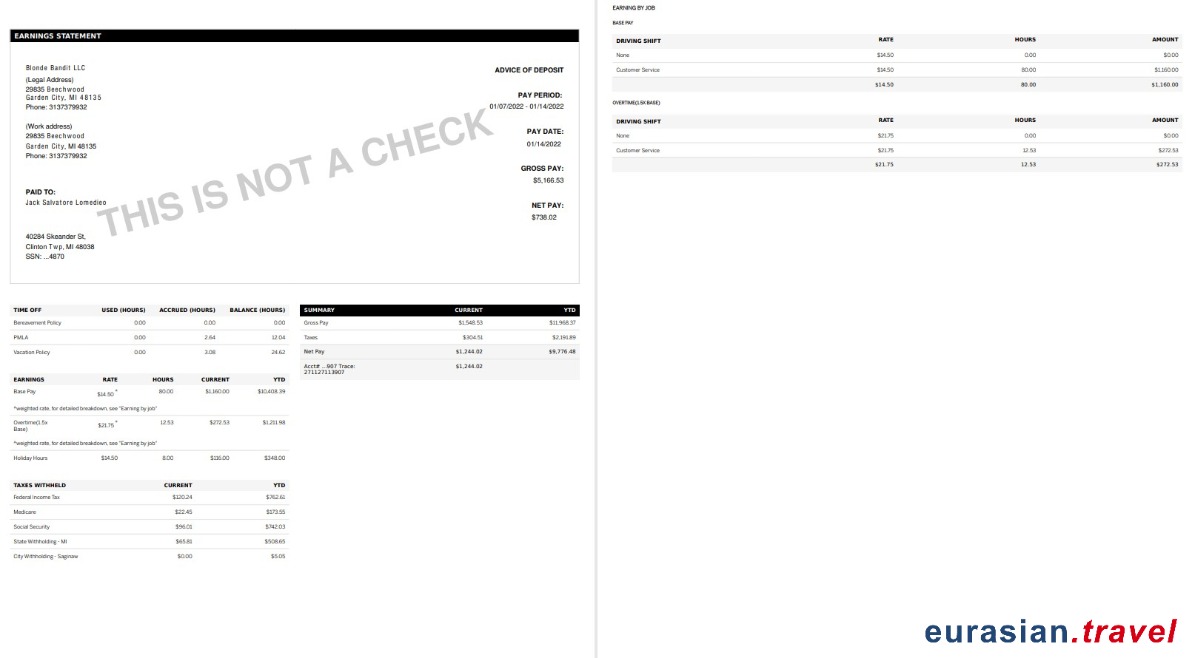 EARNINGS STATEMENT
Blonde Bandit LLC
(Legal Address)
29835 Beechwood
Garden City, MI 48135
Phone: 3137379932
(Work address)
29835 Beechwood
Garden City, MI 48135
Phone: 3137379932
PAID TO:
Jack Salvatore Lomedieo
40284 Skeander St,
Clinton Twp, MI 48038
SSN: ...4870
ADVICE OF DEPOSIT
PAY PERIOD:
01/07/2022 - 01/14/2022
PAY DATE:
01/14/2022
GROSS PAY:
$5,166.53
NET PAY:
$738.02
THIS IS NOT A CHECK
TIME OFF USED (HOURS) ACCRUED (HOURS) BALANCE (HOURS)
Bereavement Policy 0.00 0.00 0.00
PMLA 0.00 2.64 12.04
Vacation Policy 0.00 3.08 24.62
EARNINGS RATE HOURS CURRENT YTD
Base Pay $14.50 * 80.00 $1,160.00 $10,408.39
*weighted rate, for detailed breakdown, see "Earning by job"
Overtime(1.5x $21.75 * 12.53 $272.53 $1,211.98
Base)
*weighted rate, for detailed breakdown, see "Earning by job"
Holiday Hours $14.50 8.00 $116.00 $348.00
TAXES WITHHELD CURRENT YTD
Federal Income Tax $120.24 $762.61
Medicare $22.45 $173.55
Social Security $96.01 $742.03
State Withholding - MI $65.81 $508.65
City Withholding - Saginaw $0.00 $5.05
SUMMARY CURRENT YTD
Gross Pay $1,548.53 $11,968.37
Taxes $304.51 $2,191.89
Net Pay $1,244.02 $9,776.48
Acct# ...907 Trace: $1,244.02
271127113907
EARNING BY JOB
BASE PAY
DRIVING SHIFT RATE HOURS AMOUNT
None $14.50 0.00 $0.00
Customer Service $14.50 80.00 $1,160.00
$14.50 80.00 $1,160.00
OVERTIME(1.5X BASE)
DRIVING SHIFT RATE HOURS AMOUNT
None $21.75 0.00 $0.00
Customer Service $21.75 12.53 $272.53
$21.75 12.53 $272.53
eurasian.travel